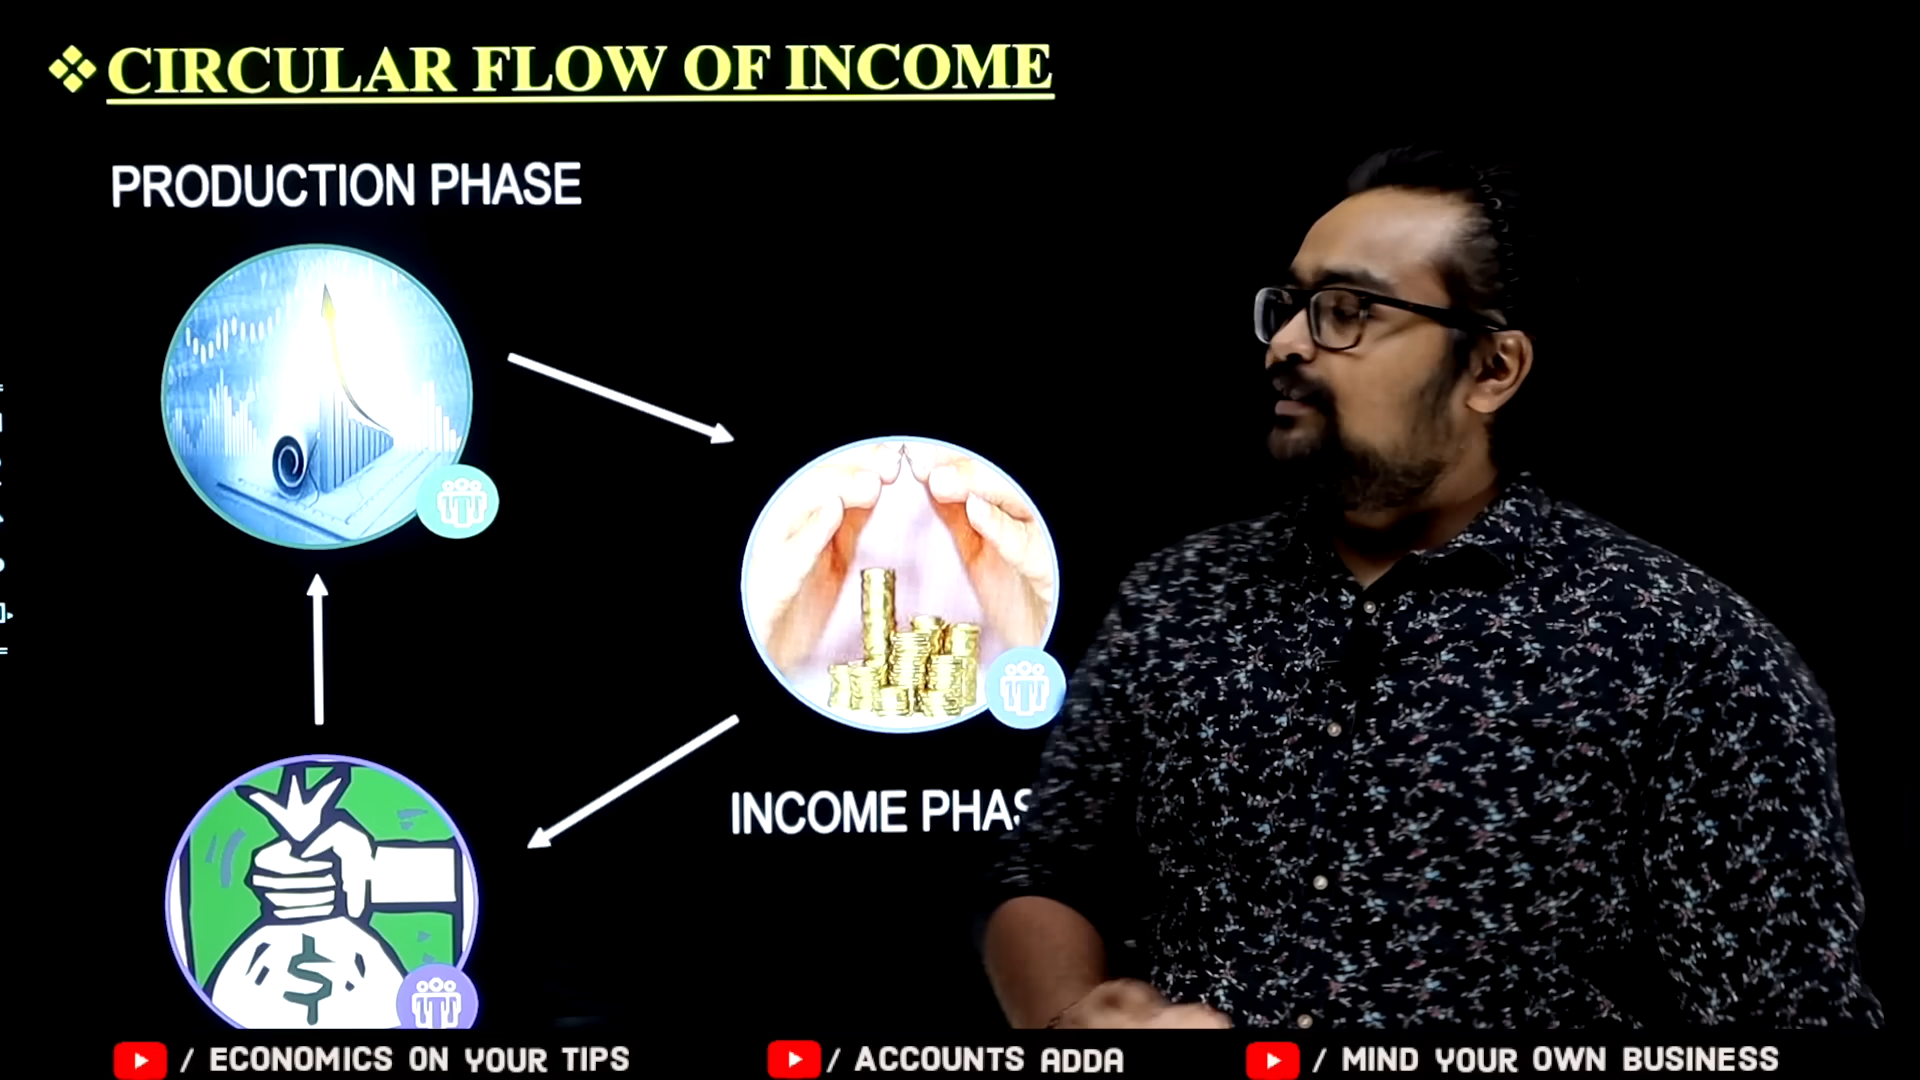 CIRCULAR FLOW OF INCOME
PRODUCTION PHASE
INCOME PHAS
$
/ ECONOMICS ON YOUR TIPS
/ ACCOUNTS ADDA
/ MIND YOUR OWN BUSINESS